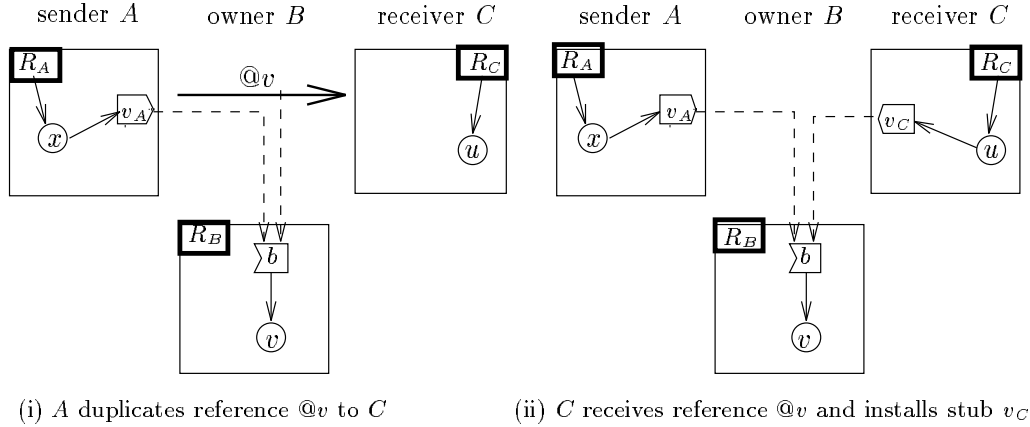 sender A owner B receiver C
R_A @v R_C
v_A
x u
R_B
b
v
(i) A duplicates reference @v to C
sender A owner B receiver C
R_A R_C
v_A v_C
x u
R_B
b
v
(ii) C receives reference @v and installs stub v_C